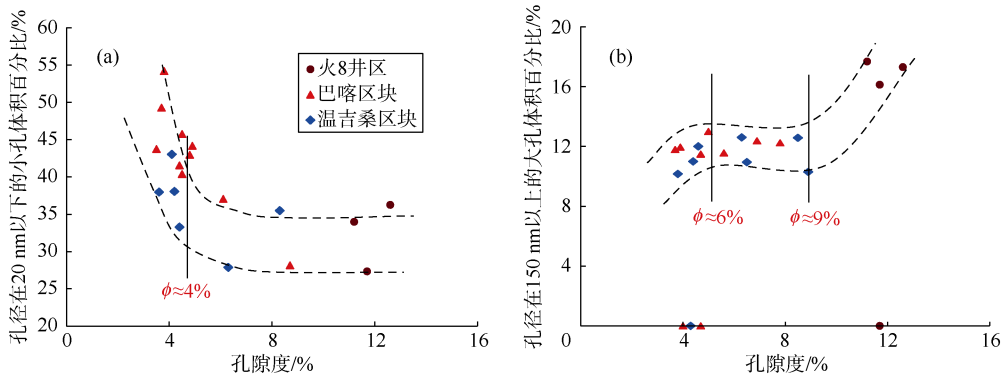 孔径在20 nm以下的小孔体积百分比/%
60
55
50
45
40
35
30
25
20
(a)
火8井区
巴喀区块
温吉桑区块
ϕ≈4%
0
4
8
12
16
孔隙度/%
孔径在150 nm以上的大孔体积百分比/%
20
16
12
8
4
0
(b)
ϕ≈6%
ϕ≈9%
4
8
12
16
孔隙度/%